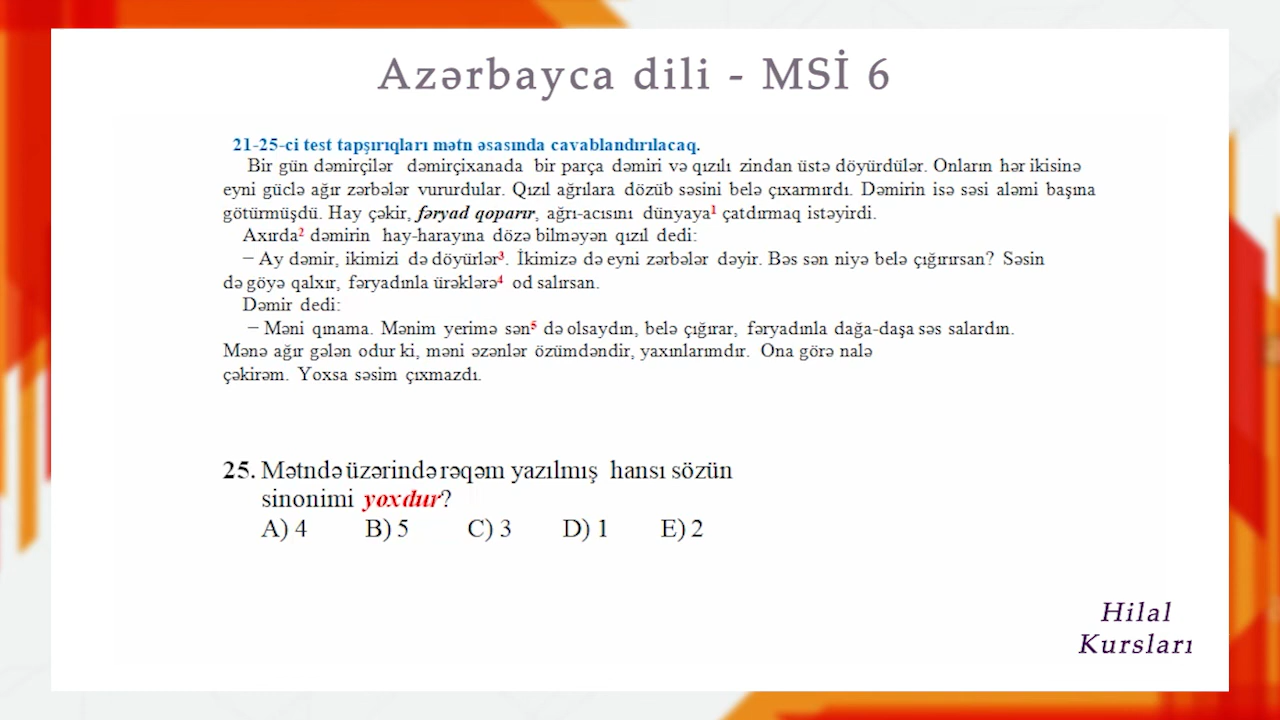 Azərbayca dili - MSİ 6
21-25-ci test tapşırıqları mətn əsasında cavablandırılacaq.
Bir gün dəmirçilər dəmirçixanada bir parça dəmiri və qızılı zindan üstə döyürdülər. Onların hər ikisinə
eyni güclə ağır zərbələr vururdular. Qızıl ağrılara dözüb səsini belə çıxarmırdı. Dəmirin isə səsi aləmi başına
götürmüşdü. Hay çəkir, fəryad qoparır, ağrı-acısını dünyaya¹ çatdırmaq istəyirdi.
Axırda² dəmirin hay-harayına dözə bilməyən qızıl dedi:
− Ay dəmir, ikimizi də döyürlər³. İkimizə də eyni zərbələr dəyir. Bəs sən niyə belə çığırırsan? Səsin
də göyə qalxır, fəryadınla ürəklərə⁴ od salırsan.
Dəmir dedi:
− Məni qınama. Mənim yerimə sən⁵ də olsaydın, belə çığırar, fəryadınla dağa-daşa səs salardın.
Mənə ağır gələn odur ki, məni əzənlər özümdəndir, yaxınlarımdır. Ona görə nalə
çəkirəm. Yoxsa səsim çıxmazdı.
25. Mətndə üzərində rəqəm yazılmış hansı sözün
sinonimi yoxdur?
A) 4 B) 5 C) 3 D) 1 E) 2
Hilal
Kursları